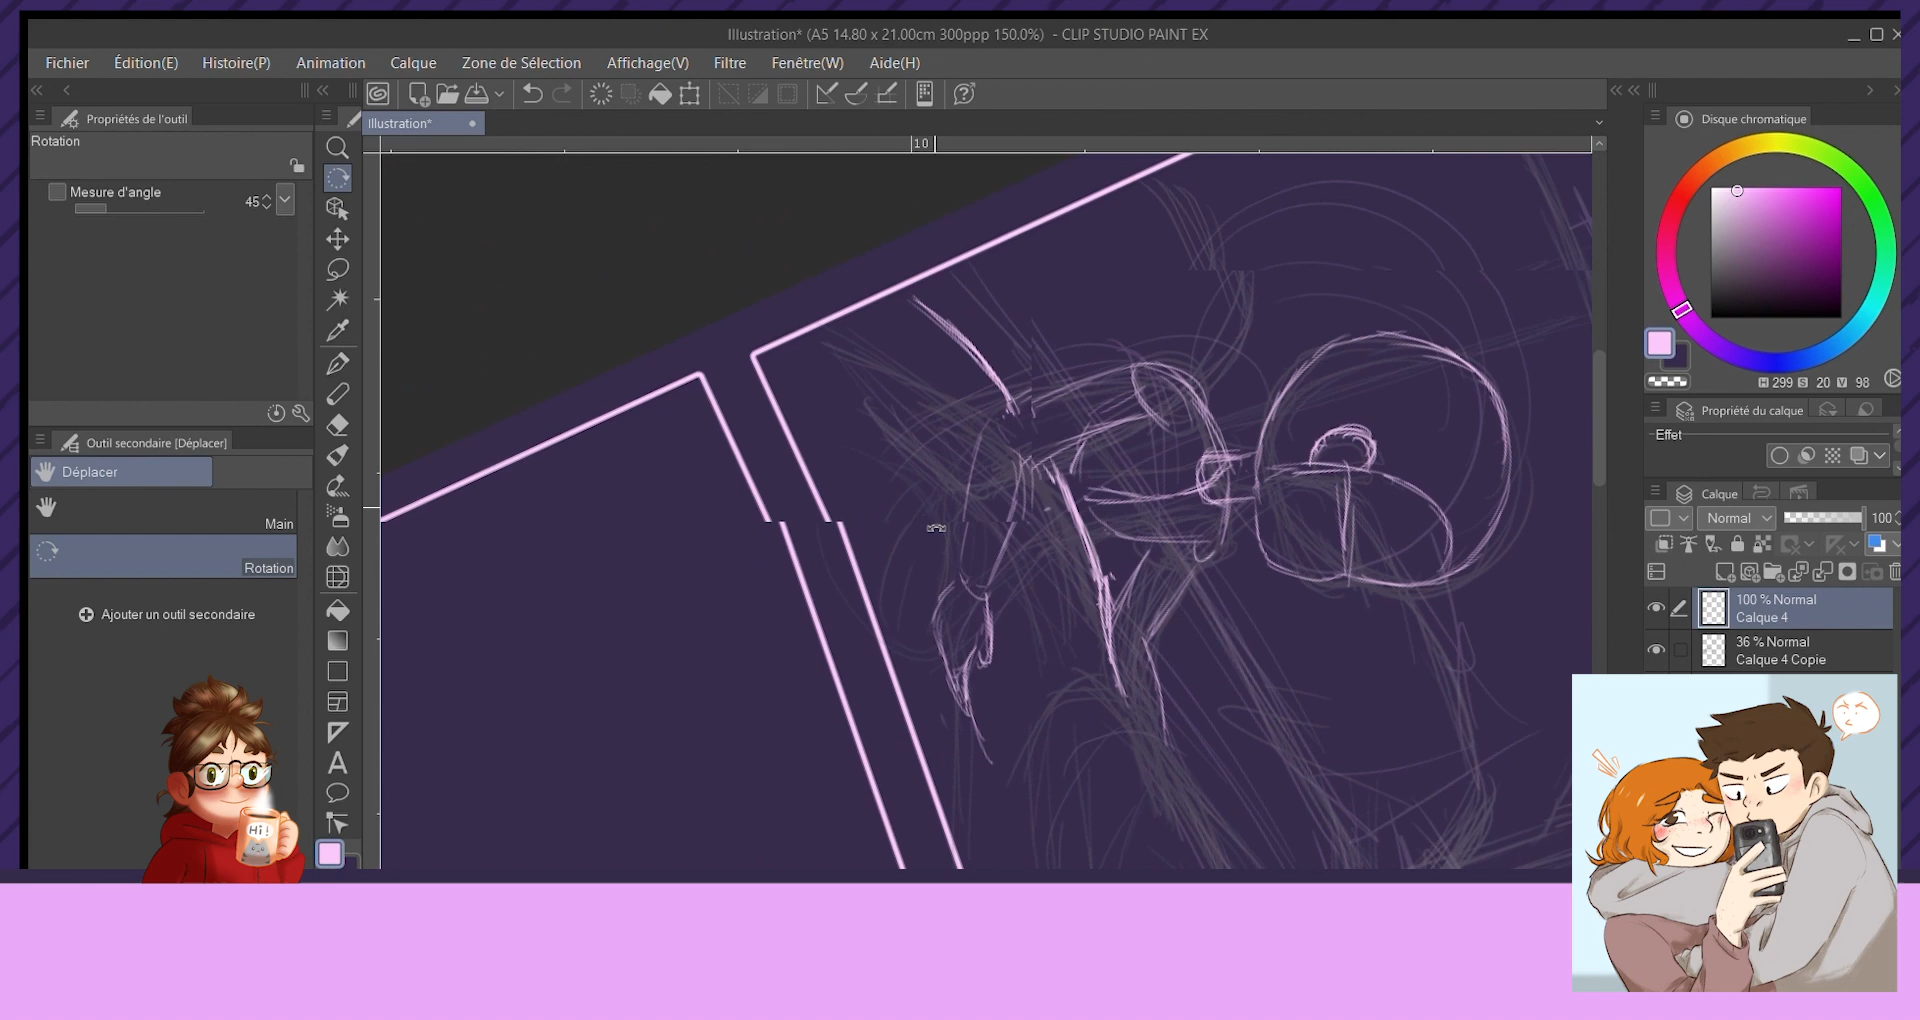 Illustration* (A5 14.80 x 21.00cm 300ppp 150.0%) - CLIP STUDIO PAINT EX
Fichier Édition(E) Histoire(P) Animation Calque Zone de Sélection Affichage(V) Filtre Fenêtre(W) Aide(H)
Propriétés de l'outil
Illustration*
Disque chromatique
Rotation
10
Mesure d'angle
45
H 299 S 20 V 98
Propriété du calque
Effet
Outil secondaire [Déplacer]
Déplacer
Calque
Main
Normal
100
Rotation
100 % Normal
Calque 4
Ajouter un outil secondaire
36 % Normal
Calque 4 Copie
A
Hi!